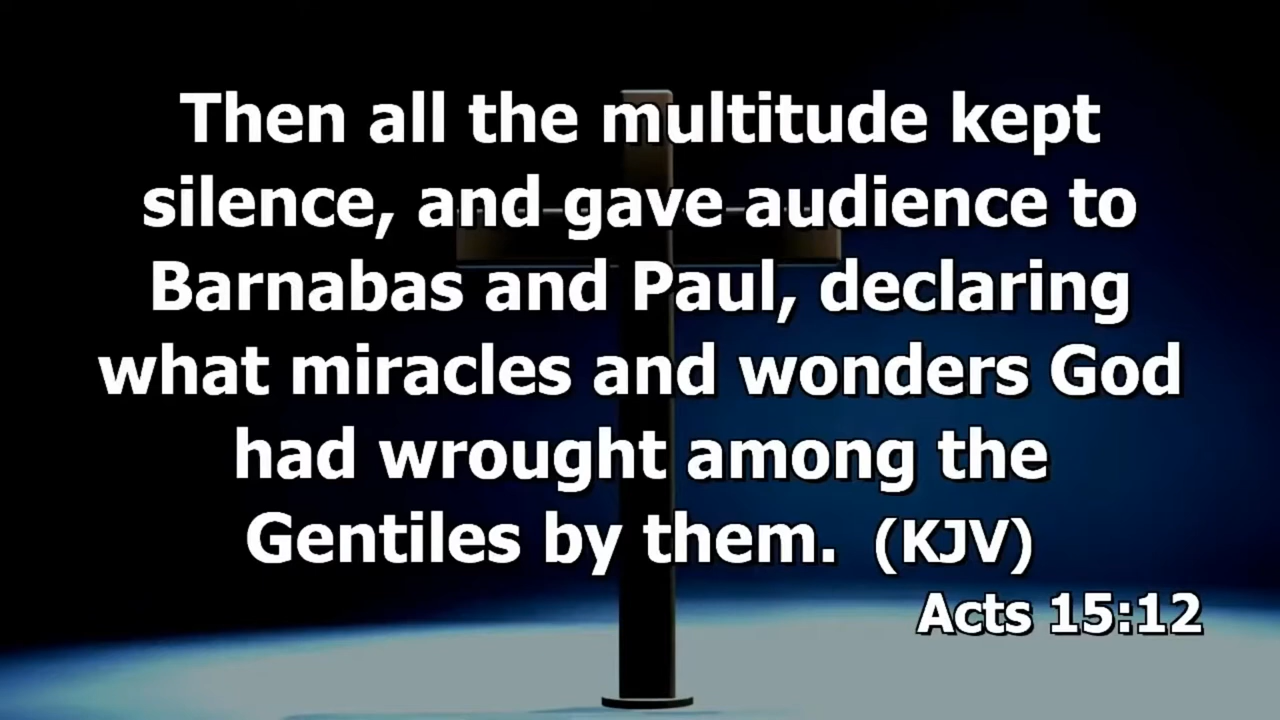 Then all the multitude kept
silence, and gave audience to
Barnabas and Paul, declaring
what miracles and wonders God
had wrought among the
Gentiles by them. (KJV)
Acts 15:12